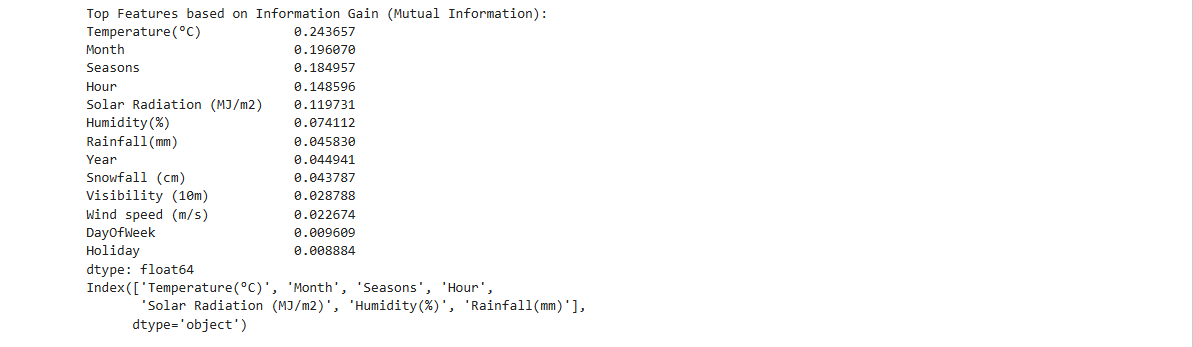 Top Features based on Information Gain (Mutual Information):
Temperature(°C)            0.243657
Month                      0.196070
Seasons                    0.184957
Hour                       0.148596
Solar Radiation (MJ/m2)    0.119731
Humidity(%)                0.074112
Rainfall(mm)               0.045830
Year                       0.044941
Snowfall (cm)              0.043787
Visibility (10m)           0.028788
Wind speed (m/s)           0.022674
DayOfWeek                  0.009609
Holiday                    0.008884
dtype: float64
Index(['Temperature(°C)', 'Month', 'Seasons', 'Hour',
       'Solar Radiation (MJ/m2)', 'Humidity(%)', 'Rainfall(mm)'],
      dtype='object')